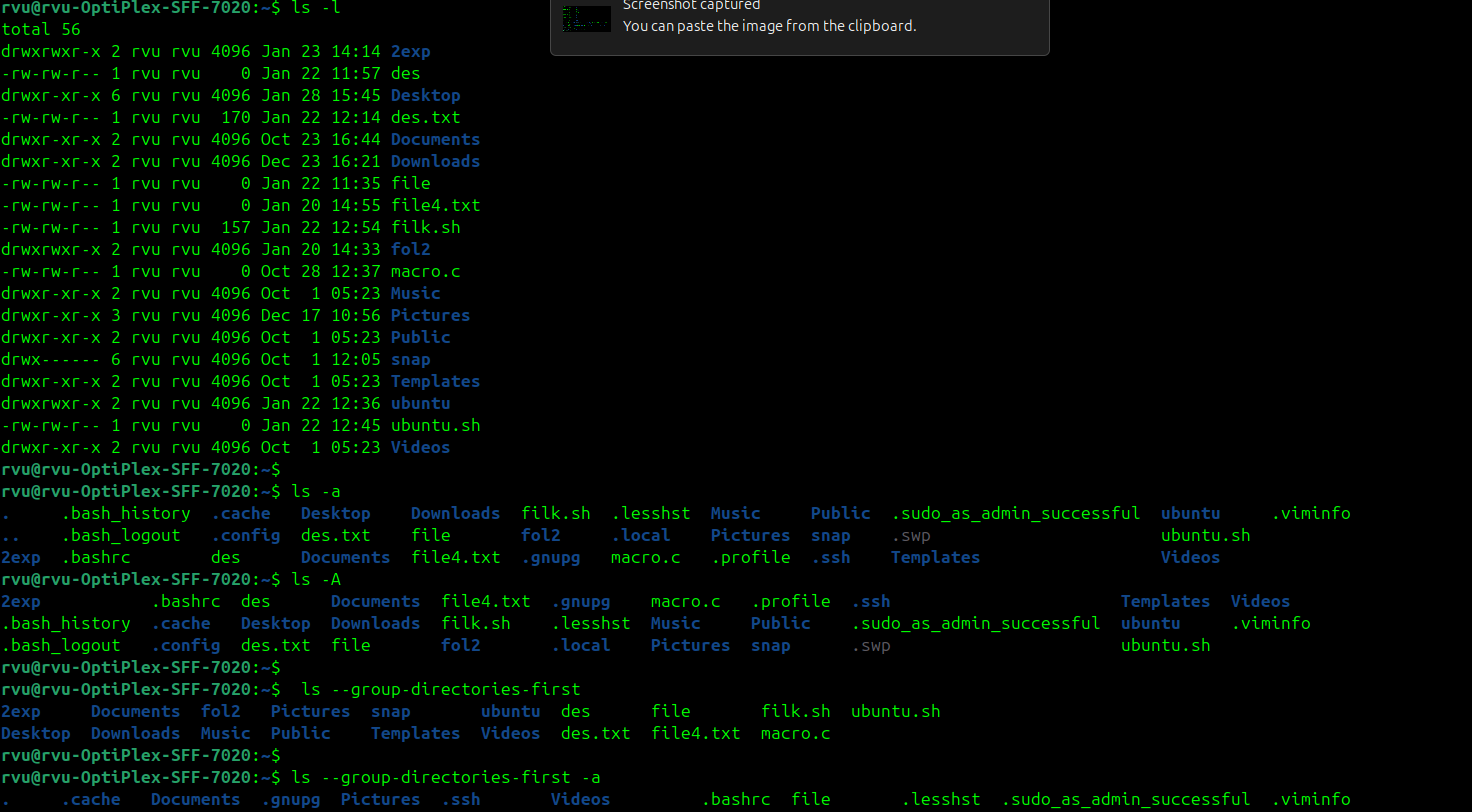 rvu@rvu-OptiPlex-SFF-7020:~$ ls -l
Screenshot captured
total 56
You can paste the image from the clipboard.
drwxrwxr-x 2 rvu rvu 4096 Jan 23 14:14 2exp
-rw-rw-r-- 1 rvu rvu    0 Jan 22 11:57 des
drwxr-xr-x 6 rvu rvu 4096 Jan 28 15:45 Desktop
-rw-rw-r-- 1 rvu rvu  170 Jan 22 12:14 des.txt
drwxr-xr-x 2 rvu rvu 4096 Oct 23 16:44 Documents
drwxr-xr-x 2 rvu rvu 4096 Dec 23 16:21 Downloads
-rw-rw-r-- 1 rvu rvu    0 Jan 22 11:35 file
-rw-rw-r-- 1 rvu rvu    0 Jan 20 14:55 file4.txt
-rw-rw-r-- 1 rvu rvu  157 Jan 22 12:54 filk.sh
drwxrwxr-x 2 rvu rvu 4096 Jan 20 14:33 fol2
-rw-rw-r-- 1 rvu rvu    0 Oct 28 12:37 macro.c
drwxr-xr-x 2 rvu rvu 4096 Oct  1 05:23 Music
drwxr-xr-x 3 rvu rvu 4096 Dec 17 10:56 Pictures
drwxr-xr-x 2 rvu rvu 4096 Oct  1 05:23 Public
drwx------ 6 rvu rvu 4096 Oct  1 12:05 snap
drwxr-xr-x 2 rvu rvu 4096 Oct  1 05:23 Templates
drwxrwxr-x 2 rvu rvu 4096 Jan 22 12:36 ubuntu
-rw-rw-r-- 1 rvu rvu    0 Jan 22 12:45 ubuntu.sh
drwxr-xr-x 2 rvu rvu 4096 Oct  1 05:23 Videos
rvu@rvu-OptiPlex-SFF-7020:~$
rvu@rvu-OptiPlex-SFF-7020:~$ ls -a
.     .bash_history  .cache   Desktop    Downloads  filk.sh  .lesshst  Music     Public  .sudo_as_admin_successful  ubuntu     .viminfo
..    .bash_logout   .config  des.txt    file       fol2     .local    Pictures  snap    .swp                       ubuntu.sh
2exp  .bashrc        des      Documents  file4.txt  .gnupg   macro.c   .profile  .ssh    Templates                  Videos
rvu@rvu-OptiPlex-SFF-7020:~$ ls -A
2exp           .bashrc  des      Documents  file4.txt  .gnupg    macro.c   .profile  .ssh                       Templates  Videos
.bash_history  .cache   Desktop  Downloads  filk.sh    .lesshst  Music     Public    .sudo_as_admin_successful  ubuntu     .viminfo
.bash_logout   .config  des.txt  file       fol2       .local    Pictures  snap      .swp                       ubuntu.sh
rvu@rvu-OptiPlex-SFF-7020:~$
rvu@rvu-OptiPlex-SFF-7020:~$  ls --group-directories-first
2exp     Documents  fol2   Pictures  snap       ubuntu  des      file       filk.sh  ubuntu.sh
Desktop  Downloads  Music  Public    Templates  Videos  des.txt  file4.txt  macro.c
rvu@rvu-OptiPlex-SFF-7020:~$
rvu@rvu-OptiPlex-SFF-7020:~$ ls --group-directories-first -a
.     .cache   Documents  .gnupg  Pictures  .ssh       Videos         .bashrc  file       .lesshst  .sudo_as_admin_successful  .viminfo